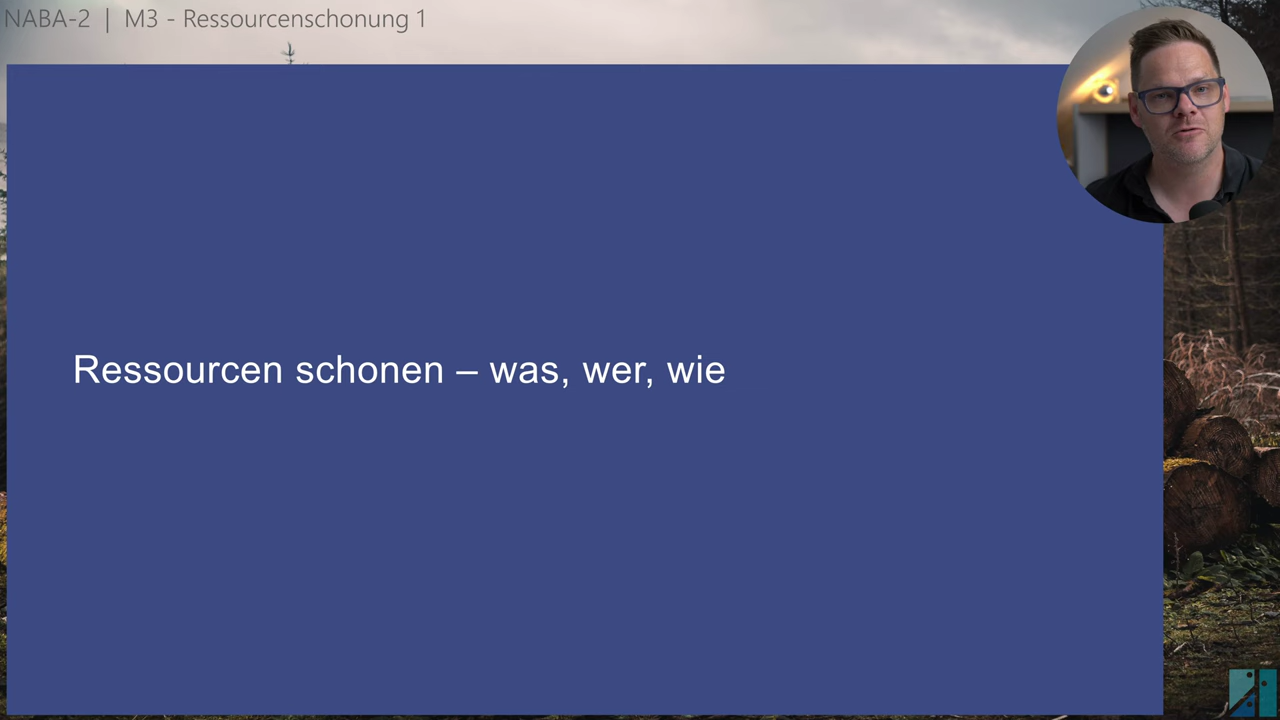 NABA-2 | M3 - Ressourcenschonung 1
Ressourcen schonen – was, wer, wie